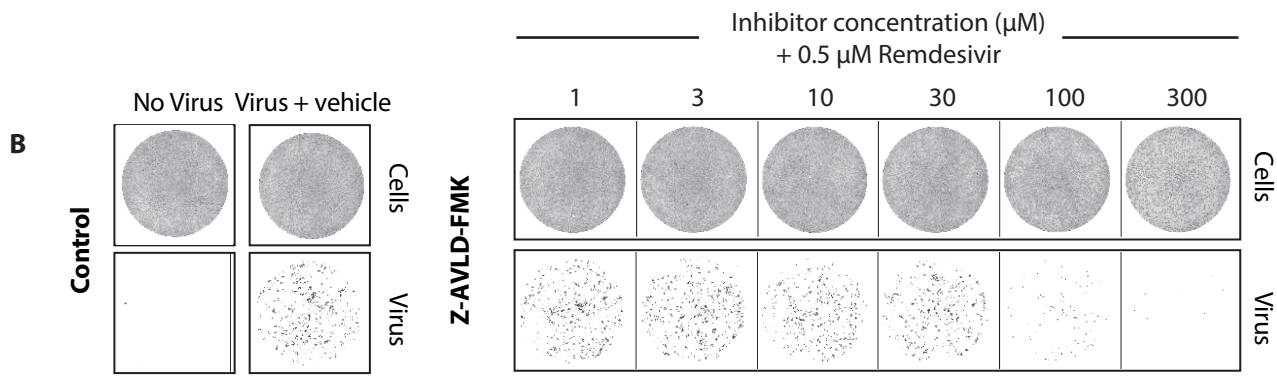 Inhibitor concentration (µM)
+ 0.5 µM Remdesivir
No Virus Virus + vehicle
1 3 10 30 100 300
B
Control
Cells
Virus
Z-AVLD-FMK
Cells
Virus